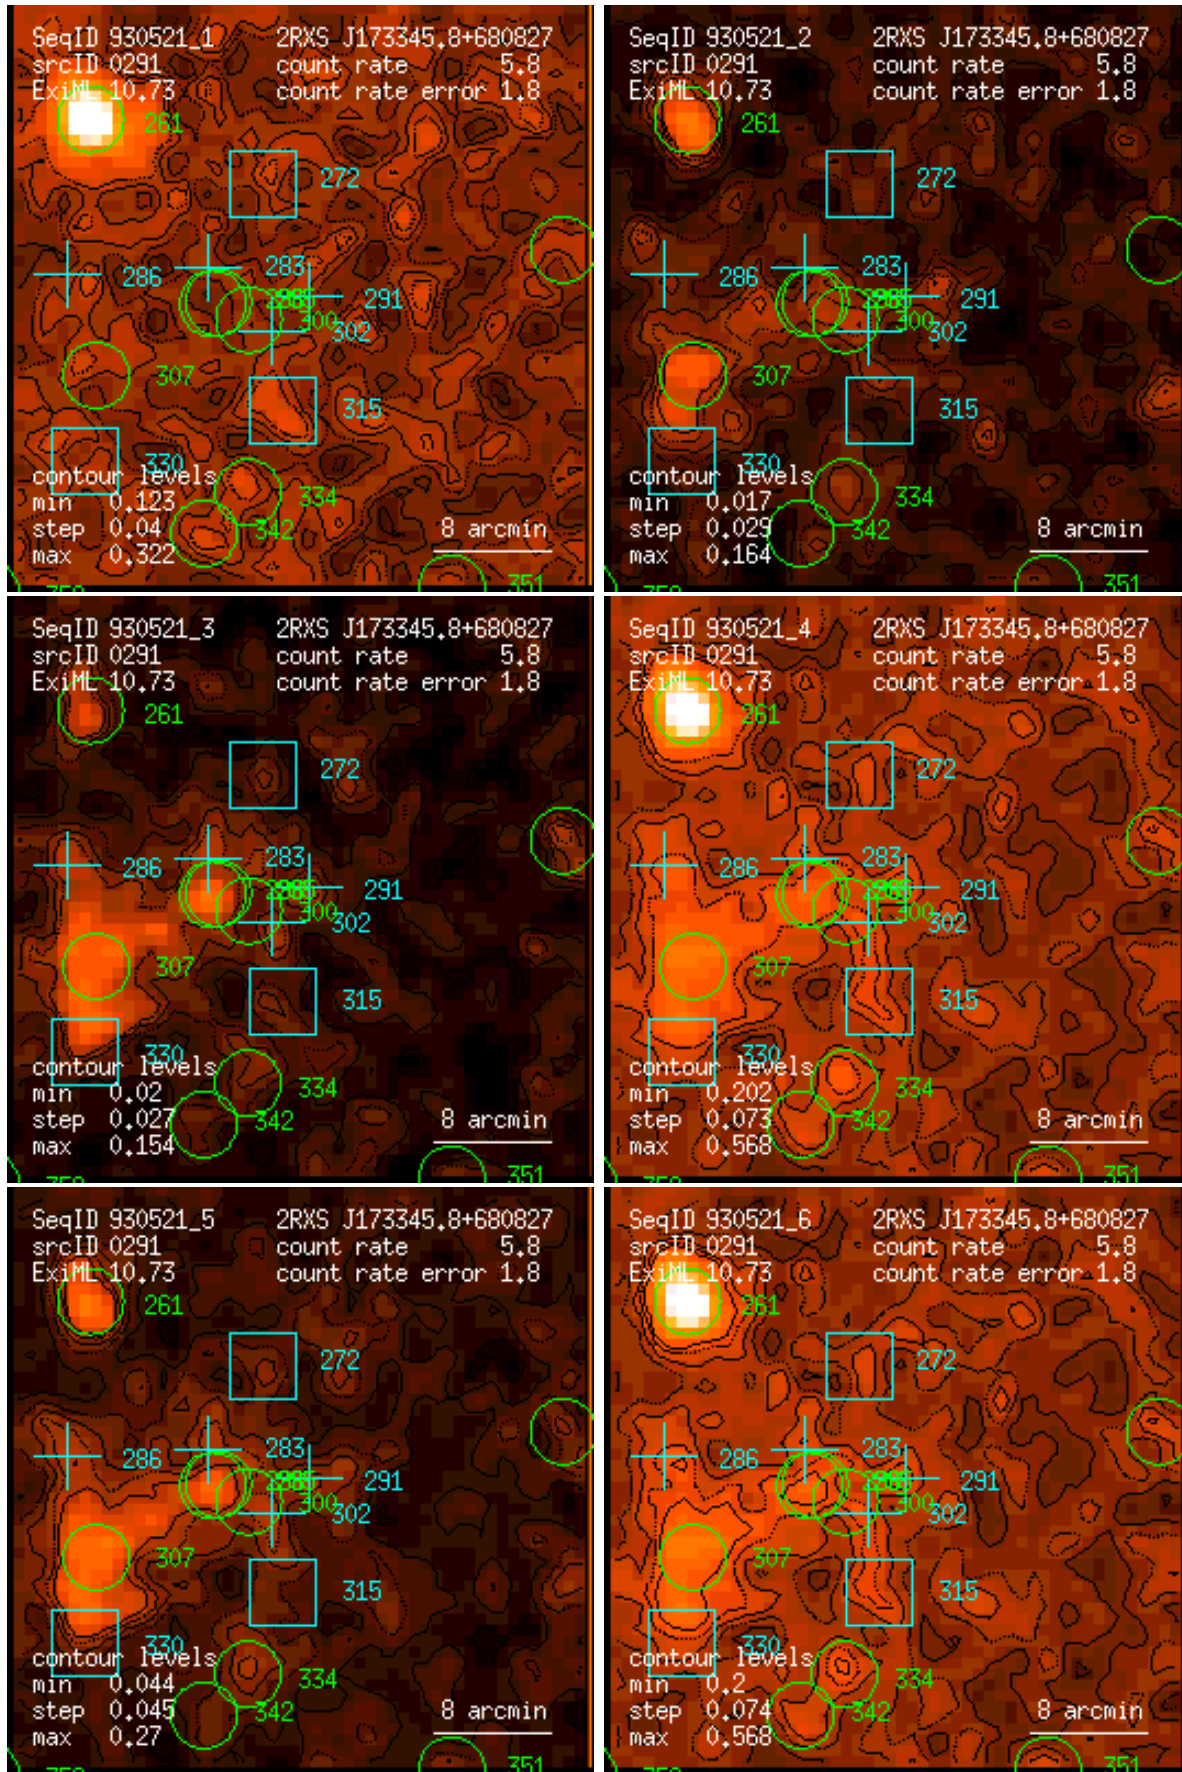 SeqID 930521_1 2RXS J173345.8+680827
srcID 0291 count rate 5.8
ExiML 10.73 count rate error 1.8
261
272
283
286
291
300
302
307
315
330
contour levels
min 0.123
334
step 0.04
342
8 arcmin
max 0.322
351
SeqID 930521_2 2RXS J173345.8+680827
srcID 0291 count rate 5.8
ExiML 10.73 count rate error 1.8
261
272
283
286
291
300
302
307
315
330
contour levels
min 0.017
334
step 0.029
342
8 arcmin
max 0.164
351
SeqID 930521_3 2RXS J173345.8+680827
srcID 0291 count rate 5.8
ExiML 10.73 count rate error 1.8
261
272
283
286
291
300
302
307
315
330
contour levels
min 0.02
334
step 0.027
342
8 arcmin
max 0.154
351
SeqID 930521_4 2RXS J173345.8+680827
srcID 0291 count rate 5.8
ExiML 10.73 count rate error 1.8
261
272
283
286
291
300
302
307
315
330
contour levels
min 0.202
334
step 0.073
342
8 arcmin
max 0.568
351
SeqID 930521_5 2RXS J173345.8+680827
srcID 0291 count rate 5.8
ExiML 10.73 count rate error 1.8
261
272
283
286
291
300
302
307
315
330
contour levels
min 0.044
334
step 0.045
342
8 arcmin
max 0.27
351
SeqID 930521_6 2RXS J173345.8+680827
srcID 0291 count rate 5.8
ExiML 10.73 count rate error 1.8
261
272
283
286
291
300
302
307
315
330
contour levels
min 0.2
334
step 0.074
342
8 arcmin
max 0.568
351